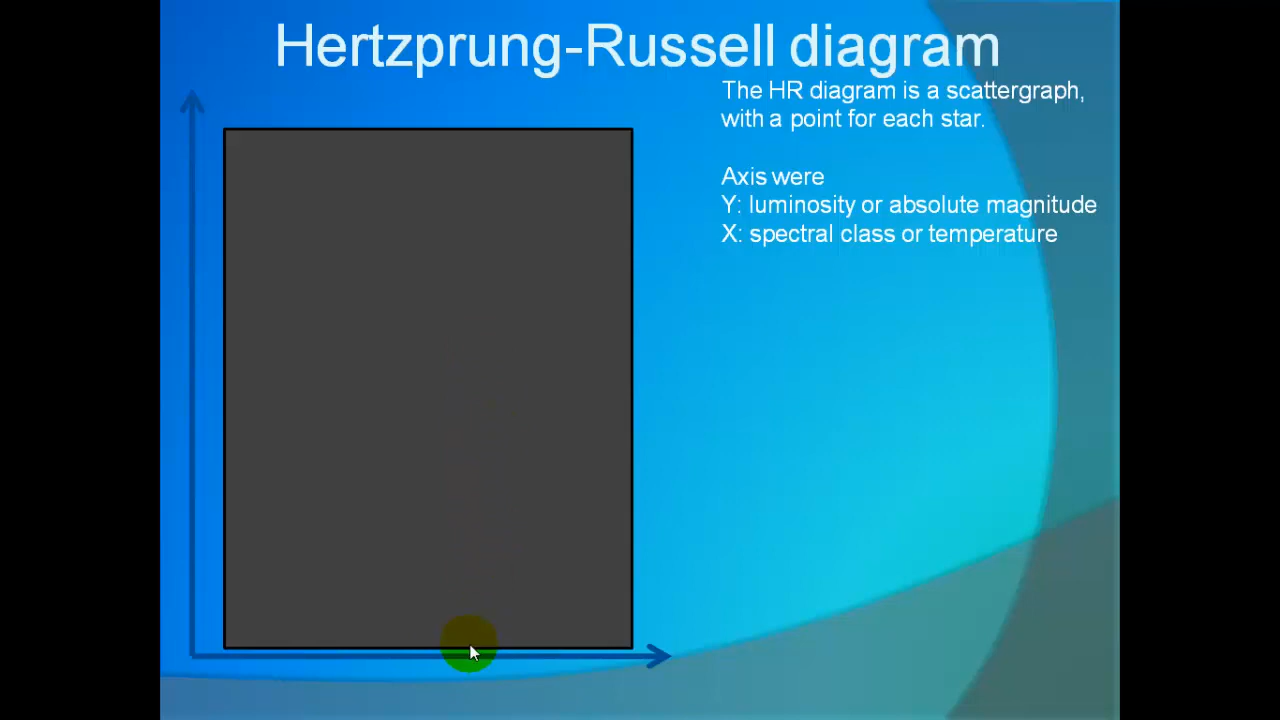 Hertzprung-Russell diagram
The HR diagram is a scattergraph,
with a point for each star.
Axis were
Y: luminosity or absolute magnitude
X: spectral class or temperature